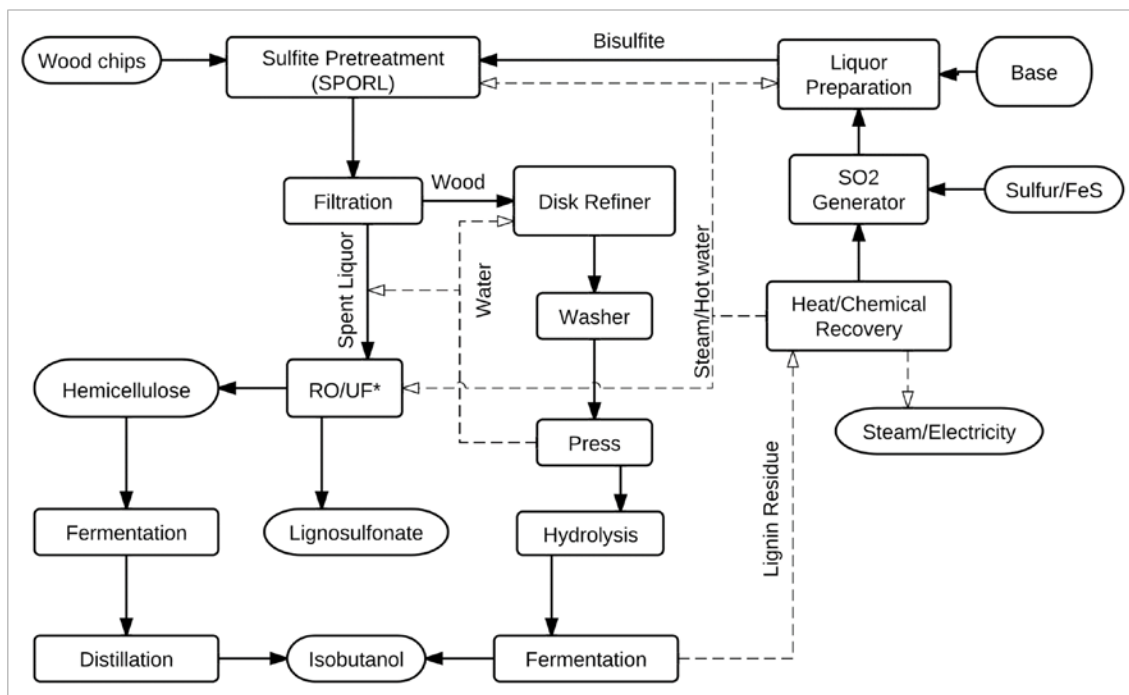 Wood chips
Sulfite Pretreatment
(SPORL)
Bisulfite
Liquor
Preparation
Base
Filtration
Wood
Disk Refiner
SO2
Generator
Sulfur/FeS
Spent Liquor
Water
Steam/Hot water
Washer
Heat/Chemical
Recovery
Hemicellulose
RO/UF*
Press
Steam/Electricity
Fermentation
Lignosulfonate
Hydrolysis
Lignin Residue
Distillation
Isobutanol
Fermentation